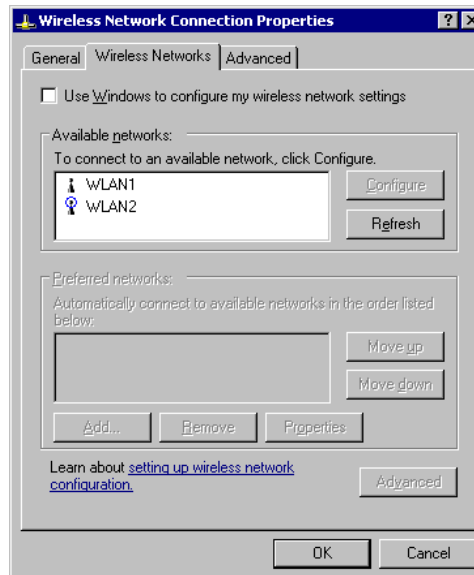 Wireless Network Connection Properties
General Wireless Networks Advanced
Use Windows to configure my wireless network settings
Available networks:
To connect to an available network, click Configure.
WLAN1
WLAN2
Configure
Refresh
Preferred networks:
Automatically connect to available networks in the order listed
below:
Move up
Move down
Add... Remove Properties
Learn about setting up wireless network
configuration.
Advanced
OK Cancel